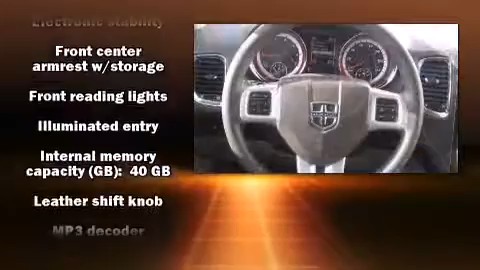 Electronic stability
Front center
armrest w/storage
Front reading lights
Illuminated entry
Internal memory
capacity (GB):  40 GB
Leather shift knob
MP3 decoder